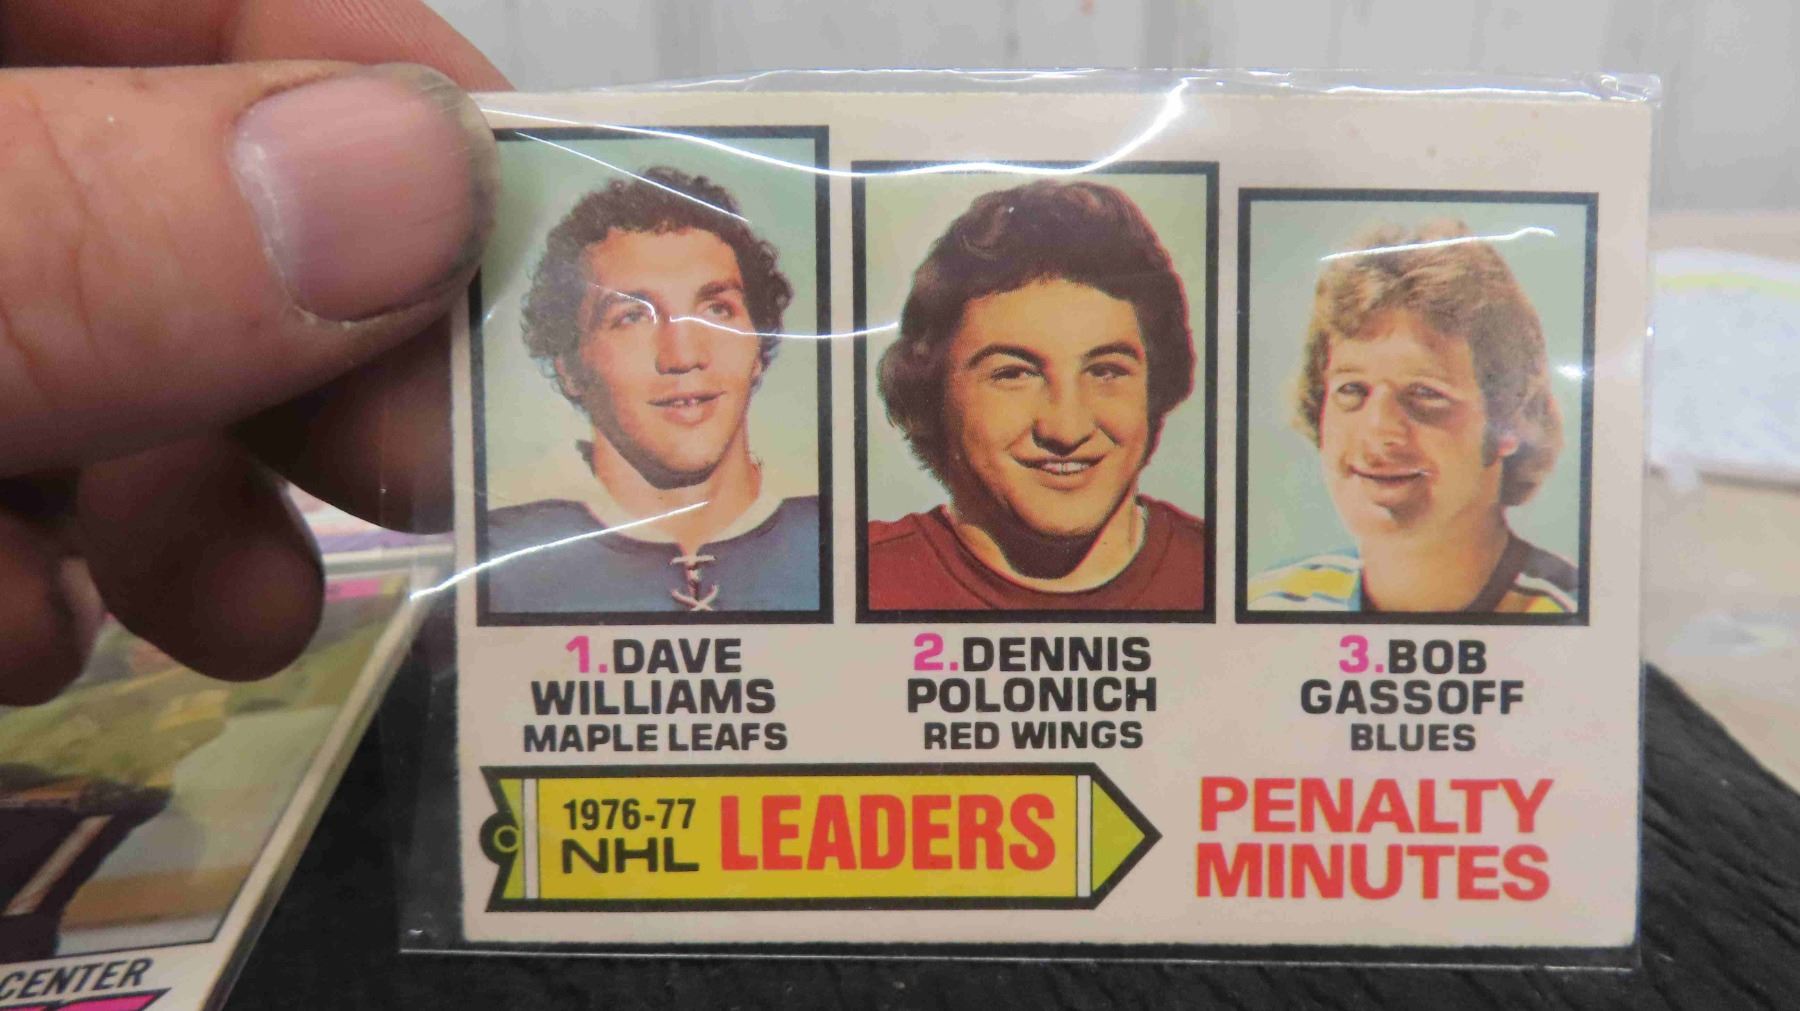 1.DAVE
WILLIAMS
MAPLE LEAFS
2.DENNIS
POLONICH
RED WINGS
3.BOB
GASSOFF
BLUES
1976-77
NHL LEADERS
PENALTY
MINUTES
CENTER